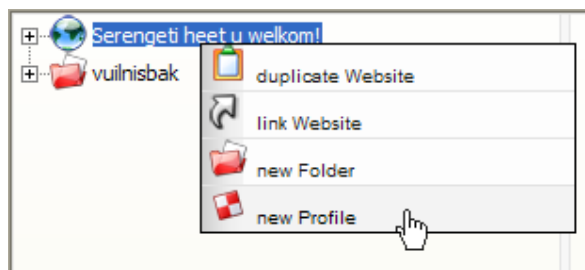 Serengeti heet u welkom!
vuilnisbak
duplicate Website
link Website
new Folder
new Profile